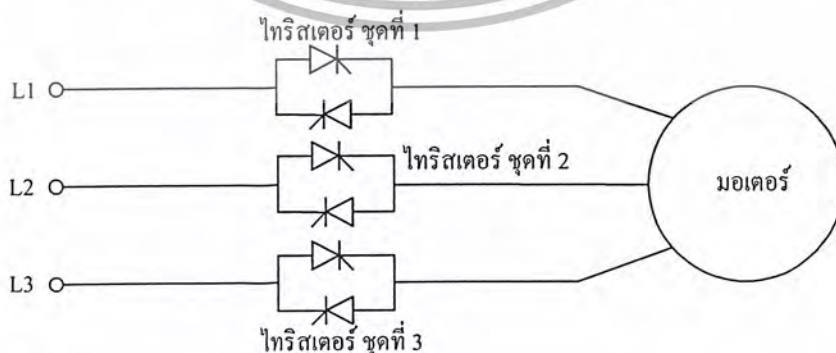 ไทริสเตอร์ ชุดที่ 1
L1
ไทริสเตอร์ ชุดที่ 2
L2
มอเตอร์
L3
ไทริสเตอร์ ชุดที่ 3